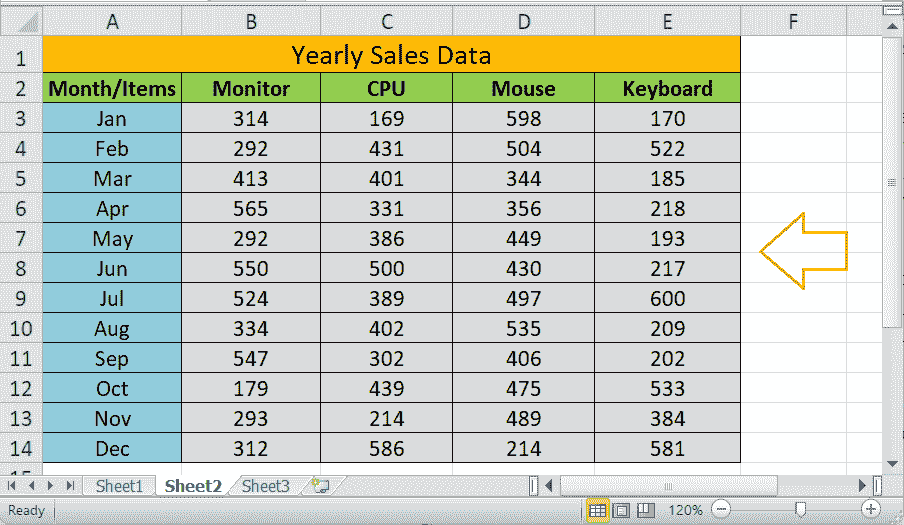 A B C D E F
1 Yearly Sales Data
2 Month/Items Monitor CPU Mouse Keyboard
3 Jan 314 169 598 170
4 Feb 292 431 504 522
5 Mar 413 401 344 185
6 Apr 565 331 356 218
7 May 292 386 449 193
8 Jun 550 500 430 217
9 Jul 524 389 497 600
10 Aug 334 402 535 209
11 Sep 547 302 406 202
12 Oct 179 439 475 533
13 Nov 293 214 489 384
14 Dec 312 586 214 581
Sheet1 Sheet2 Sheet3
Ready 120%